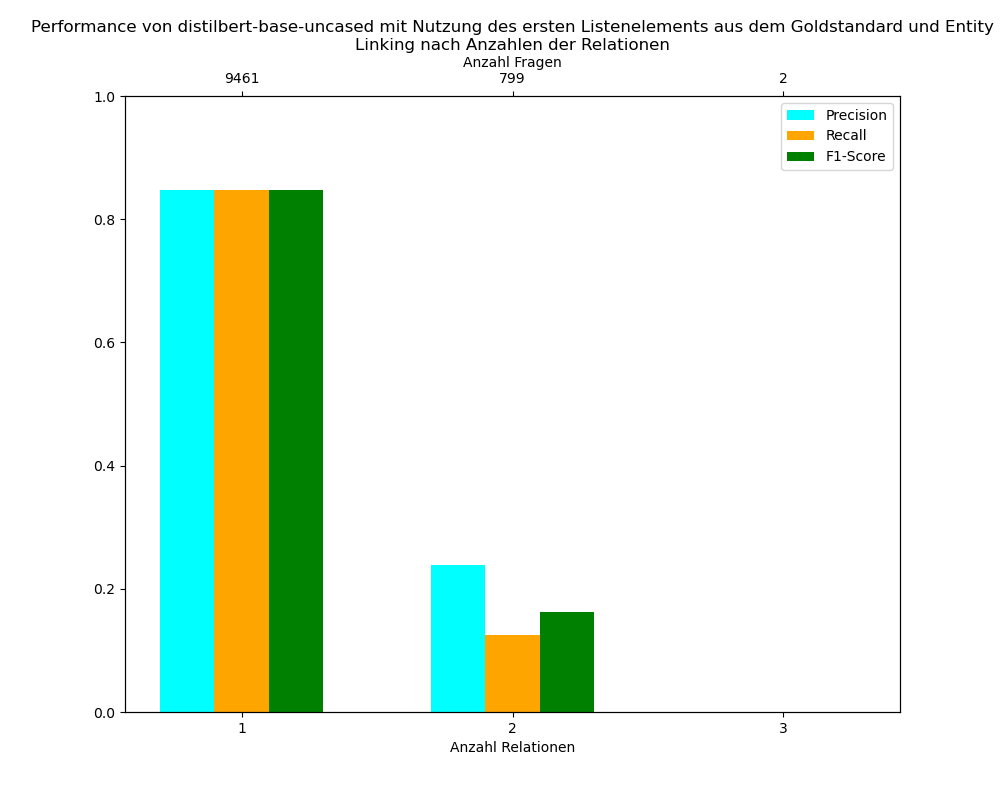 Performance von distilbert-base-uncased mit Nutzung des ersten Listenelements aus dem Goldstandard und Entity
Linking nach Anzahlen der Relationen
Anzahl Fragen
9461 799 2
1.0
Precision
Recall
F1-Score
0.8
0.6
0.4
0.2
0.0
1 2 3
Anzahl Relationen